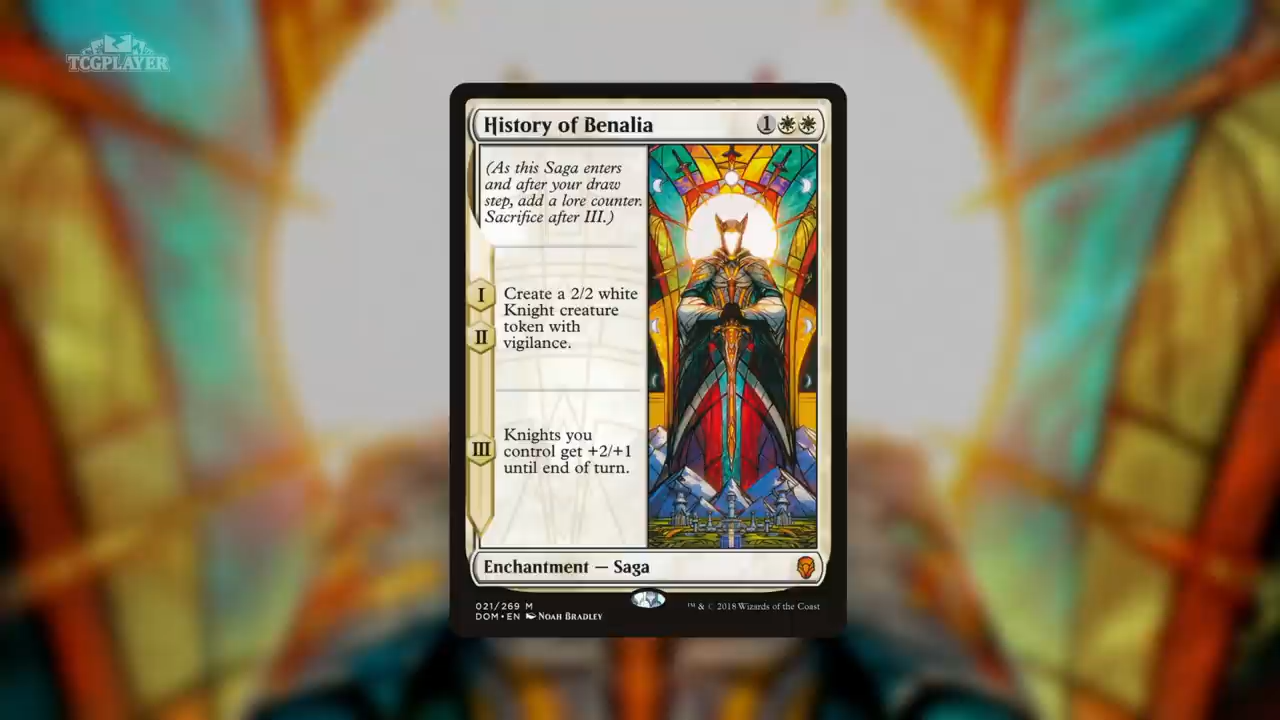 TCGPLAYER
History of Benalia 1
(As this Saga enters
and after your draw
step, add a lore counter.
Sacrifice after III.)
I
II
Create a 2/2 white
Knight creature
token with
vigilance.
III
Knights you
control get +2/+1
until end of turn.
Enchantment — Saga
021/269 M
DOM • EN NOAH BRADLEY
™ & © 2018 Wizards of the Coast